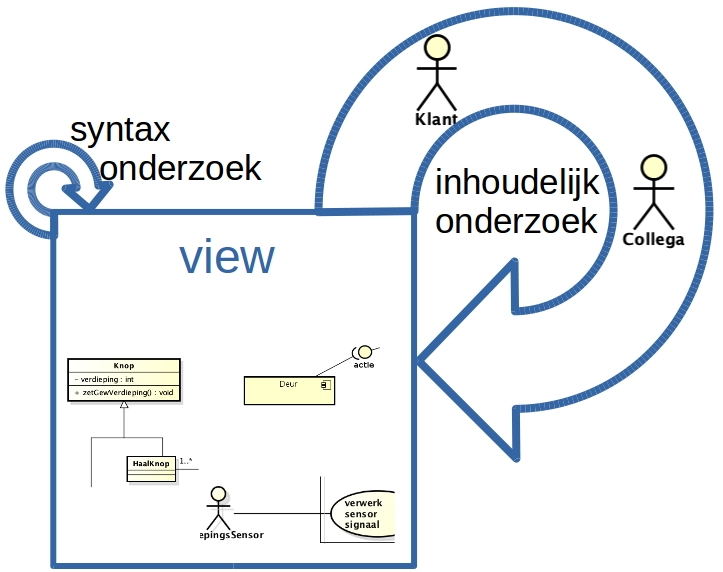 Klant
syntax
onderzoek
inhoudelijk
onderzoek
Collega
view
actie
Knop
– verdieping : int
+ zetGewVerdieping() : void
Deur
HaalKnop
1..*
epingsSensor
verwerk
sensor
signaal